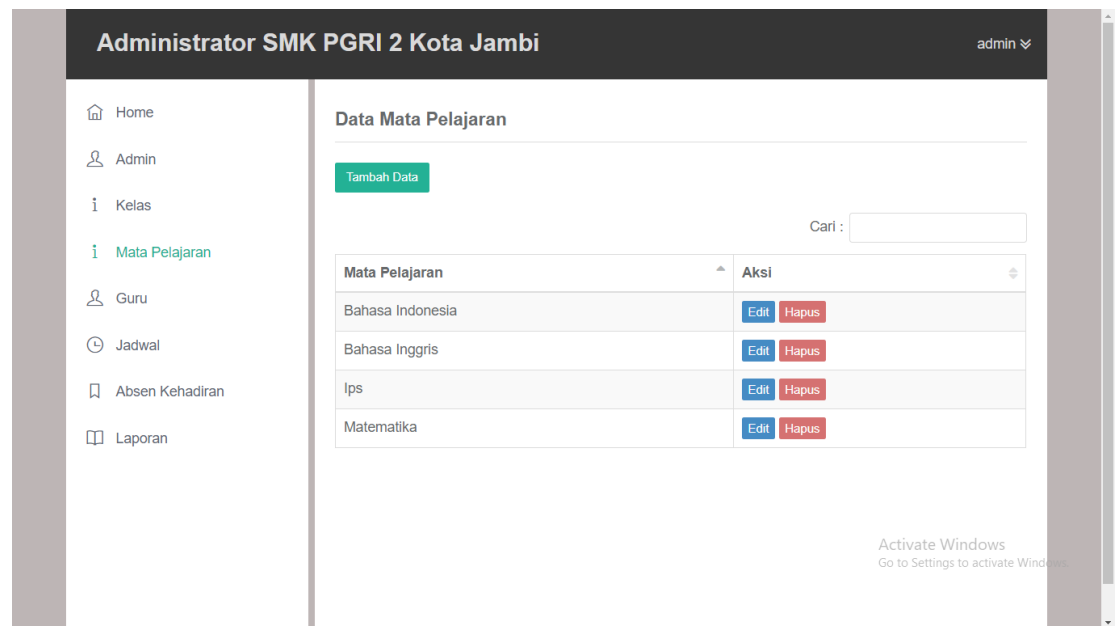 Administrator SMK PGRI 2 Kota Jambi
admin
Home
Admin
Kelas
Mata Pelajaran
Guru
Jadwal
Absen Kehadiran
Laporan
Data Mata Pelajaran
Tambah Data
Cari :
Mata Pelajaran Aksi
Bahasa Indonesia Edit Hapus
Bahasa Inggris Edit Hapus
Ips Edit Hapus
Matematika Edit Hapus
Activate Windows
Go to Settings to activate Windows.